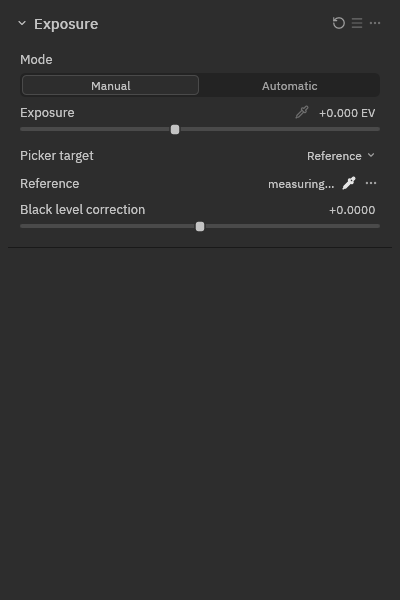 Exposure
Mode
Manual Automatic
Exposure +0.000 EV
Picker target Reference
Reference measuring...
Black level correction +0.0000